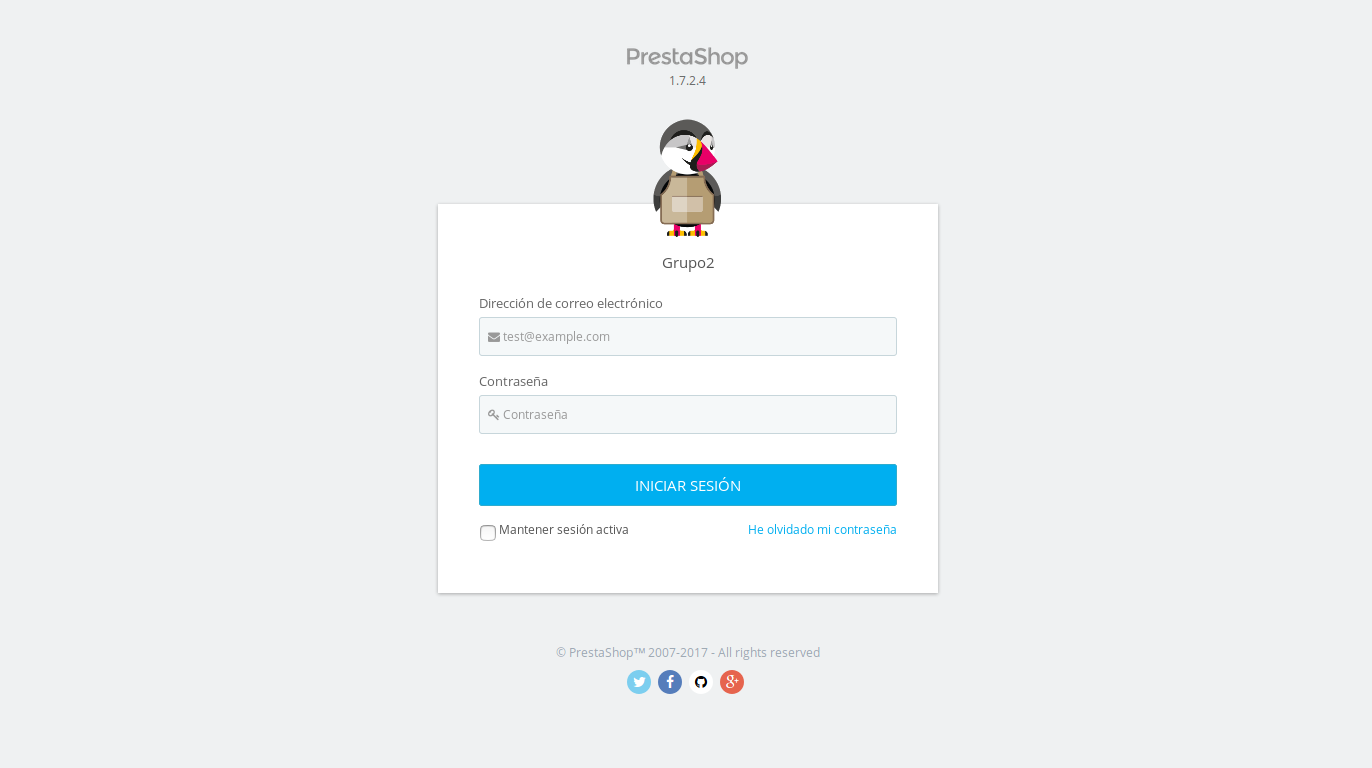 PrestaShop
1.7.2.4
Grupo2
Dirección de correo electrónico
test@example.com
Contraseña
Contraseña
INICIAR SESIÓN
Mantener sesión activa He olvidado mi contraseña
© PrestaShop™ 2007-2017 - All rights reserved